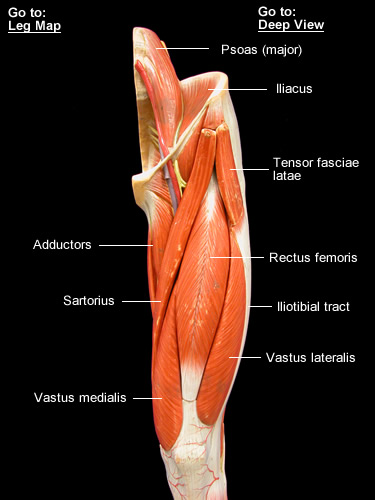 Go to:
Leg Map
Go to:
Deep View
Psoas (major)
Iliacus
Tensor fasciae
latae
Adductors
Rectus femoris
Sartorius
Iliotibial tract
Vastus lateralis
Vastus medialis